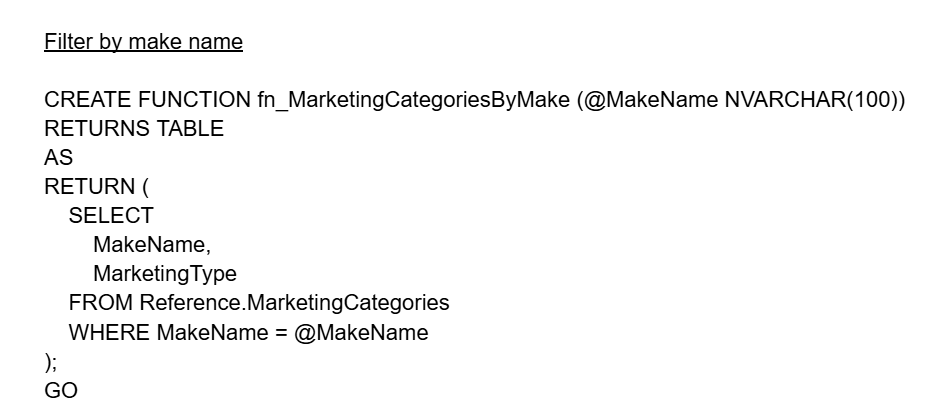 Filter by make name
CREATE FUNCTION fn_MarketingCategoriesByMake (@MakeName NVARCHAR(100))
RETURNS TABLE
AS
RETURN (
SELECT
MakeName,
MarketingType
FROM Reference.MarketingCategories
WHERE MakeName = @MakeName
);
GO